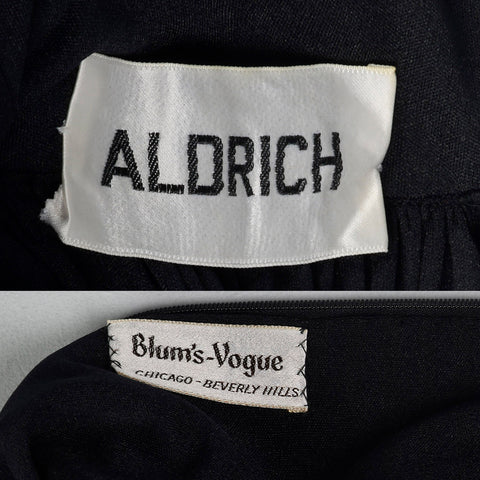 ALDRICH
Blum's-Vogue
CHICAGO - BEVERLY HILLS